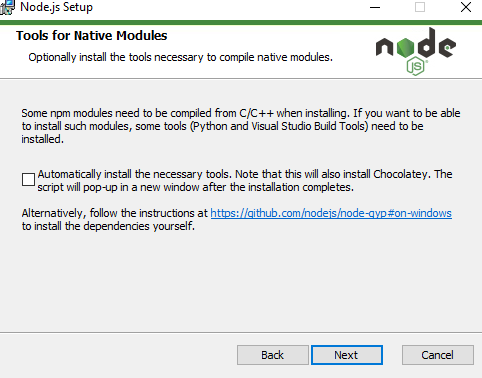 Node.js Setup
Tools for Native Modules
Optionally install the tools necessary to compile native modules.
node
JS
Some npm modules need to be compiled from C/C++ when installing. If you want to be able
to install such modules, some tools (Python and Visual Studio Build Tools) need to be
installed.
Automatically install the necessary tools. Note that this will also install Chocolatey. The
script will pop-up in a new window after the installation completes.
Alternatively, follow the instructions at https://github.com/nodejs/node-gyp#on-windows
to install the dependencies yourself.
Back
Next
Cancel